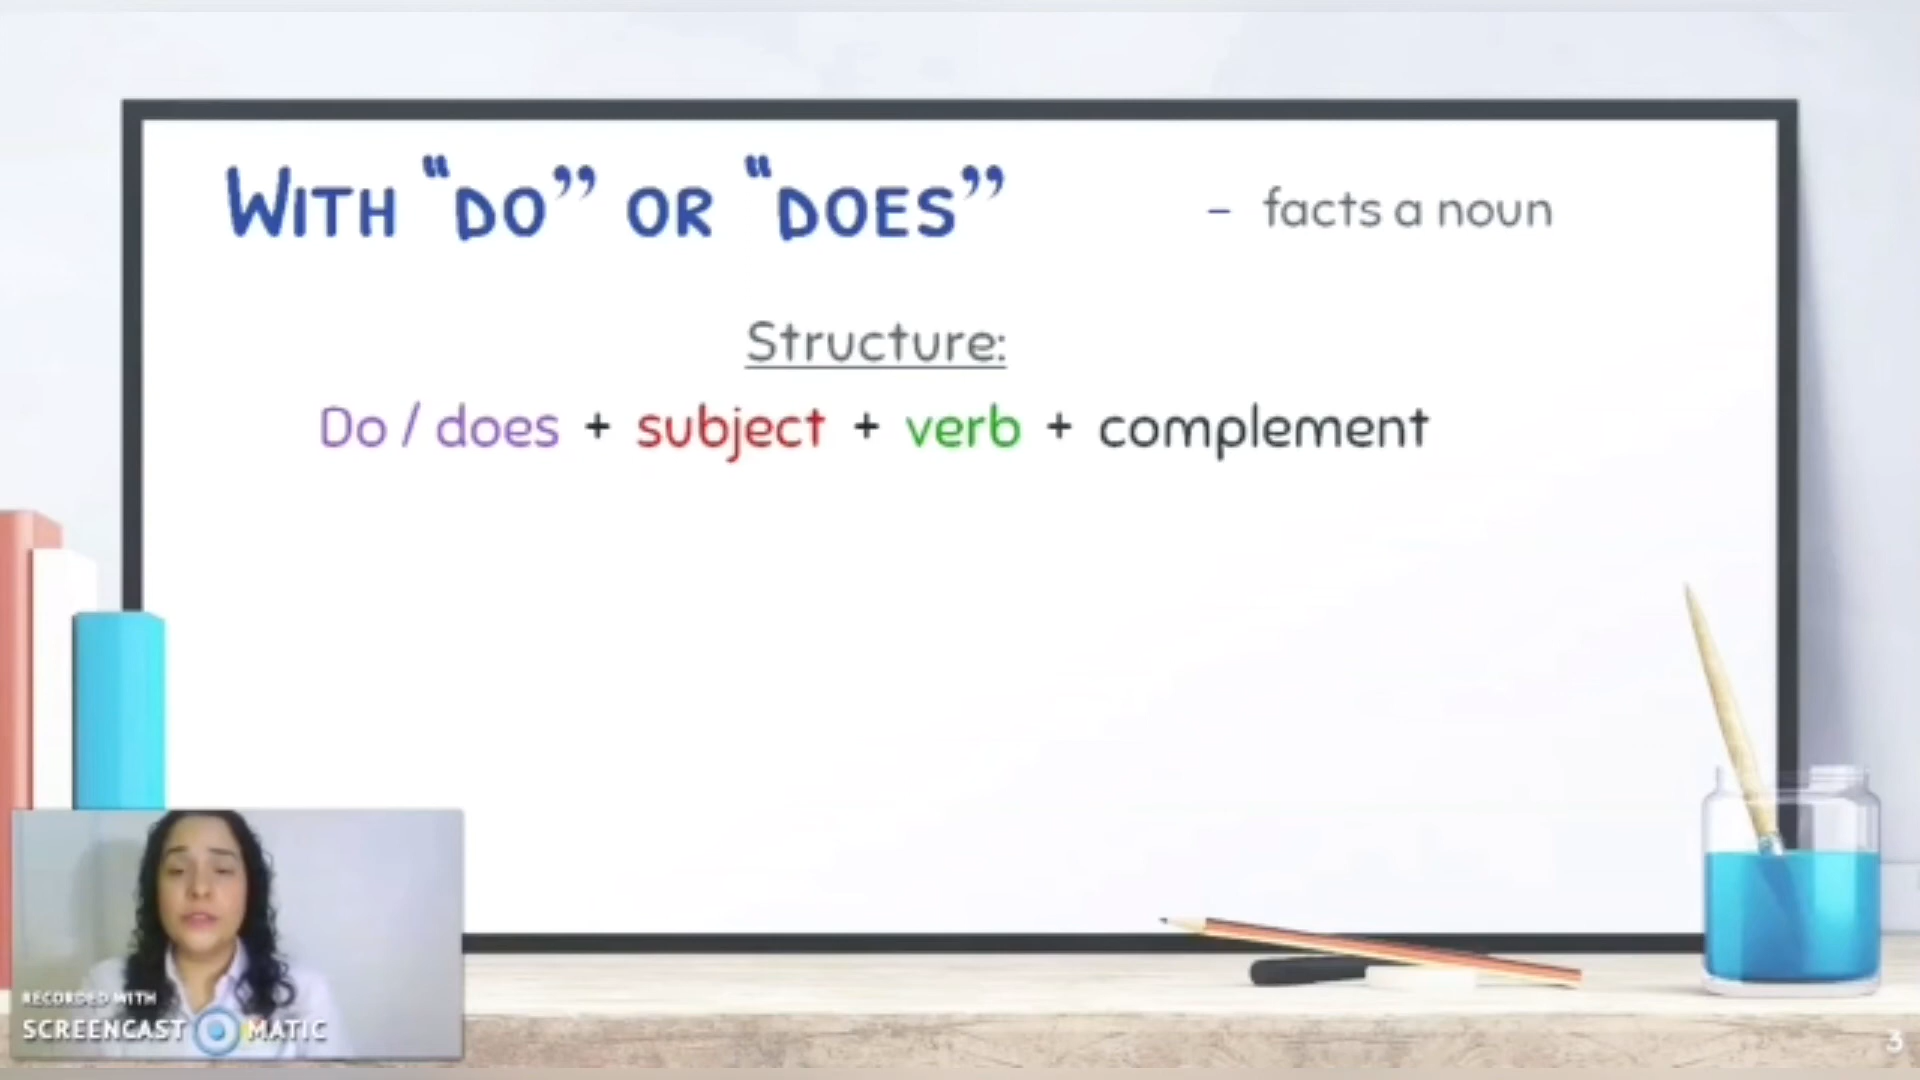 With “do” or “does”
– facts a noun
Structure:
Do / does + subject + verb + complement
RECORDED WITH
SCREENCAST MATIC
3